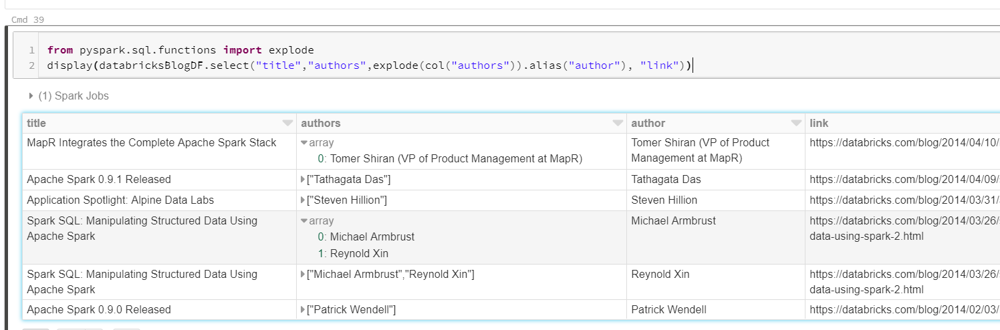 Cmd 39
1 from pyspark.sql.functions import explode
2 display(databricksBlogDF.select("title","authors",explode(col("authors")).alias("author"), "link"))
(1) Spark Jobs
title authors author link
MapR Integrates the Complete Apache Spark Stack array Tomer Shiran (VP of Product https://databricks.com/blog/2014/04/10/
0: Tomer Shiran (VP of Product Management at MapR) Management at MapR)
Apache Spark 0.9.1 Released ["Tathagata Das"] Tathagata Das https://databricks.com/blog/2014/04/09/
Application Spotlight: Alpine Data Labs ["Steven Hillion"] Steven Hillion https://databricks.com/blog/2014/03/31/
Spark SQL: Manipulating Structured Data Using array Michael Armbrust https://databricks.com/blog/2014/03/26/
Apache Spark 0: Michael Armbrust data-using-spark-2.html
1: Reynold Xin
Spark SQL: Manipulating Structured Data Using ["Michael Armbrust","Reynold Xin"] Reynold Xin https://databricks.com/blog/2014/03/26/
Apache Spark data-using-spark-2.html
Apache Spark 0.9.0 Released ["Patrick Wendell"] Patrick Wendell https://databricks.com/blog/2014/02/03/